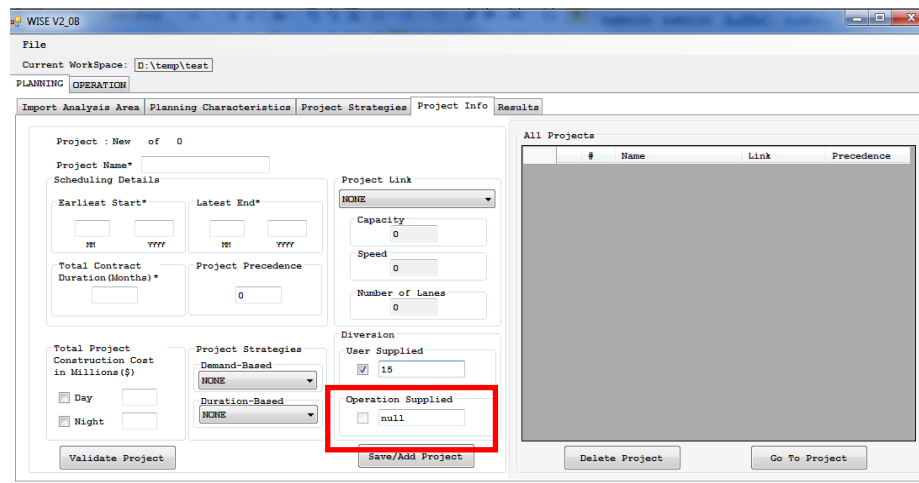 WISE V2_0B
File
Current WorkSpace: D:\temp\test
PLANNING OPERATION
Import Analysis Area Planning Characteristics Project Strategies Project Info Results
Project : New of 0
Project Name*
Scheduling Details
Earliest Start* Latest End*
MM YYYY MM YYYY
Total Contract Duration(Months)*
Project Precedence
0
Project Link
NONE
Capacity
0
Speed
0
Number of Lanes
0
Total Project
Construction Cost
in Millions($)
Day
Night
Project Strategies
Demand-Based
NONE
Duration-Based
NONE
Diversion
User Supplied
15
Operation Supplied
null
Validate Project Save/Add Project
All Projects
# Name Link Precedence
Delete Project Go To Project